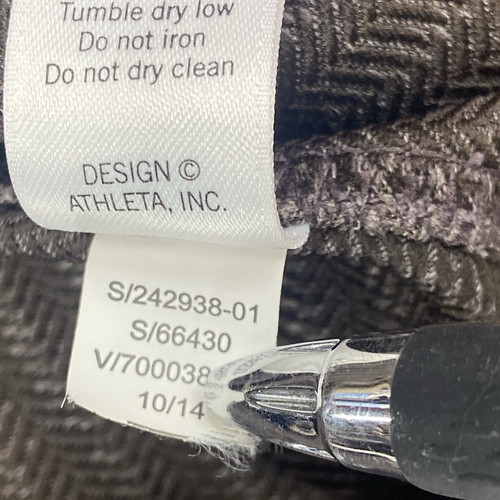 Tumble dry low
Do not iron
Do not dry clean
DESIGN ©
ATHLETA, INC.
S/242938-01
S/66430
V/700038
10/14